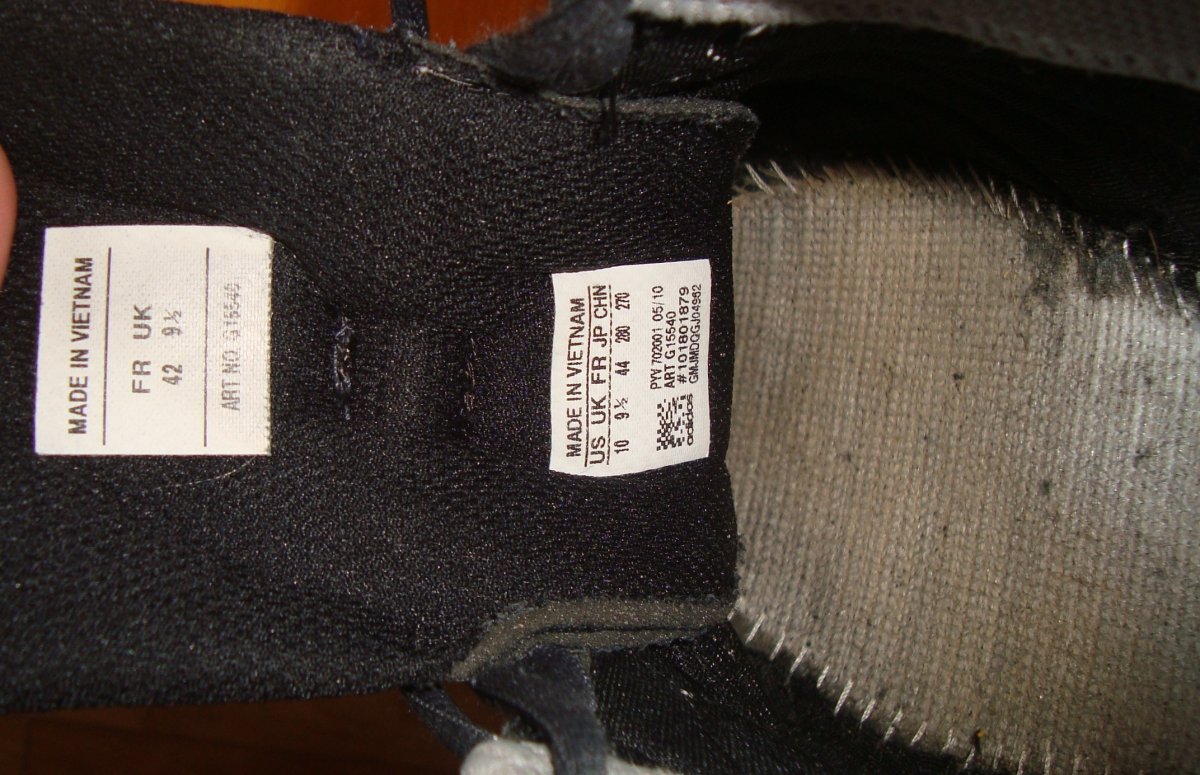 MADE IN VIETNAM
FR UK
42 9½
ART NO. G15540
MADE IN VIETNAM
US UK FR JP CHN
10 9½ 44 280 270
PYV 702001 05/10
ART G15540
# 101801879
GMJMDQGJ04962
adidas